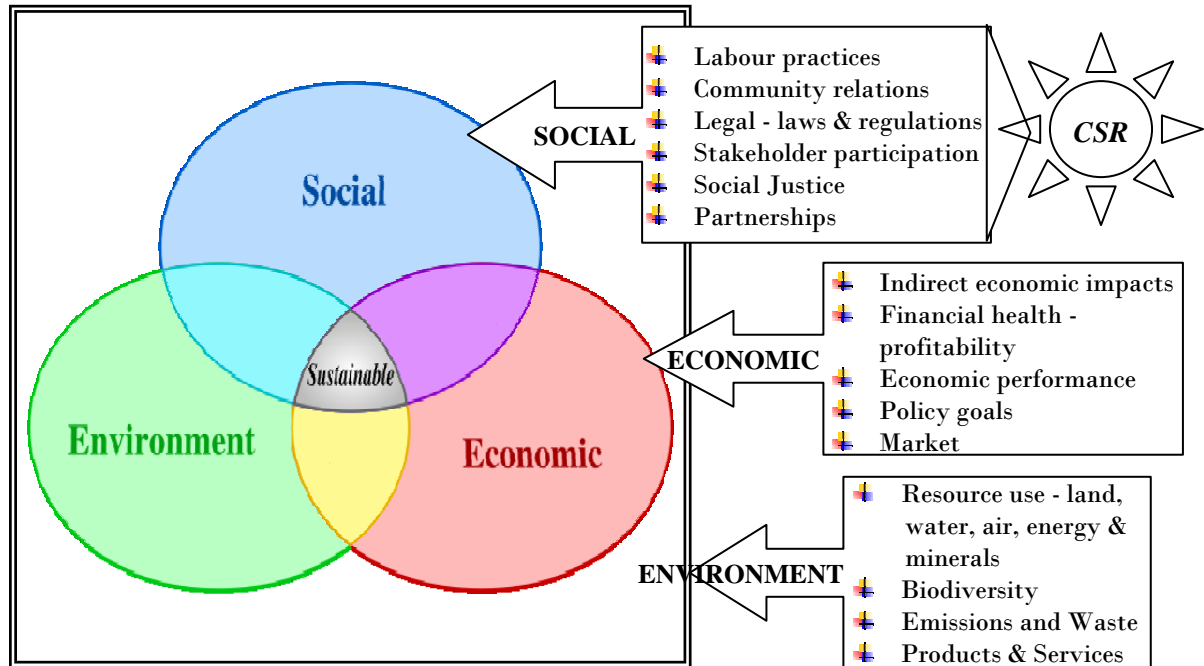 Social
Environment
Economic
Sustainable
SOCIAL
Labour practices
Community relations
Legal - laws & regulations
Stakeholder participation
Social Justice
Partnerships
CSR
ECONOMIC
Indirect economic impacts
Financial health -
profitability
Economic performance
Policy goals
Market
ENVIRONMENT
Resource use - land,
water, air, energy &
minerals
Biodiversity
Emissions and Waste
Products & Services